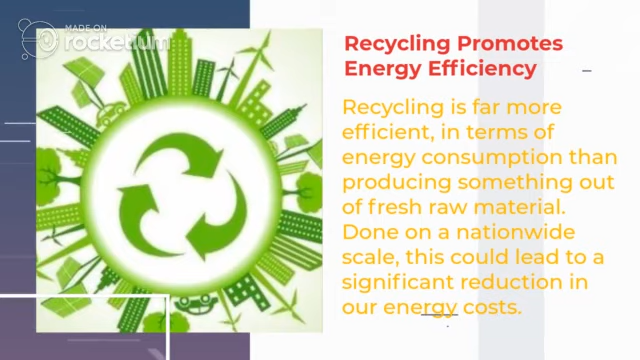 MADE ON
rocketium
Recycling Promotes
Energy Efficiency
Recycling is far more
efficient, in terms of
energy consumption than
producing something out
of fresh raw material.
Done on a nationwide
scale, this could lead to a
significant reduction in
our energy costs.